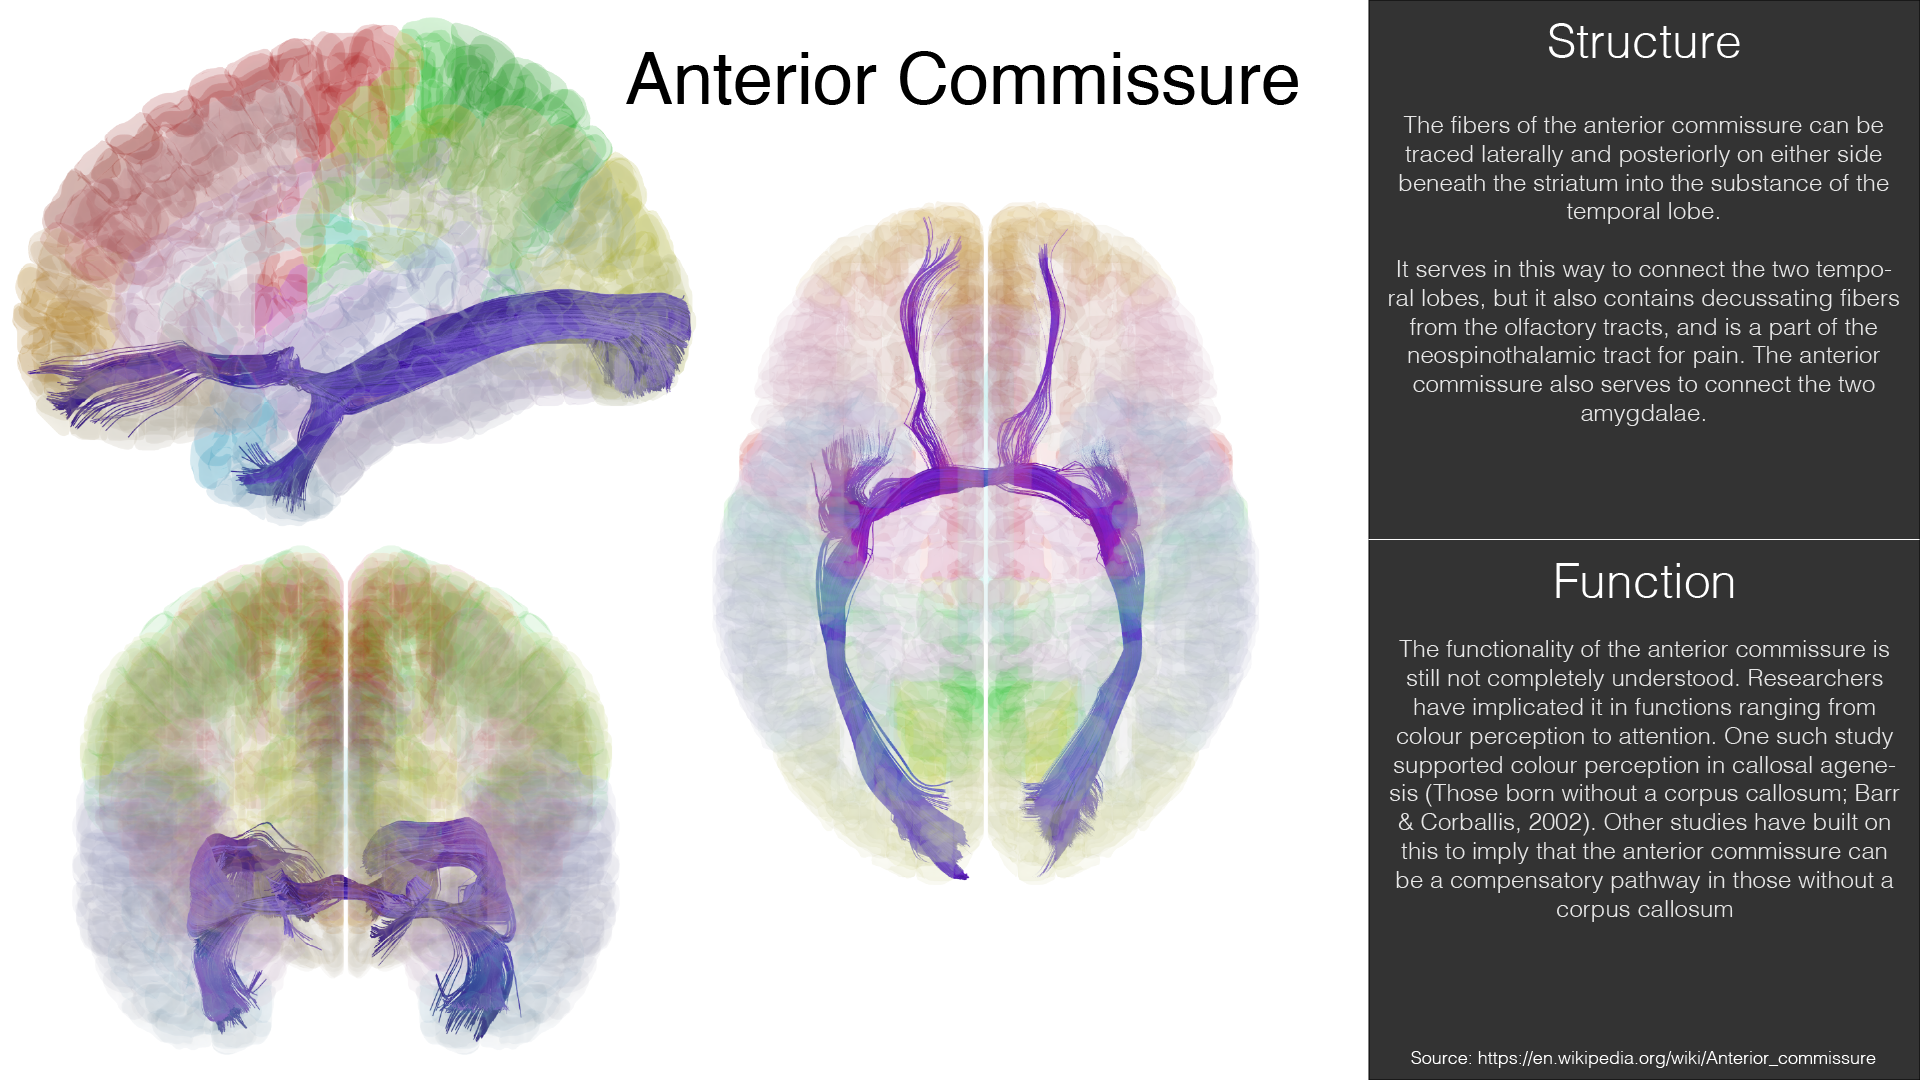 Anterior Commissure
Structure
The fibers of the anterior commissure can be
traced laterally and posteriorly on either side
beneath the striatum into the substance of the
temporal lobe.
It serves in this way to connect the two tempo-
ral lobes, but it also contains decussating fibers
from the olfactory tracts, and is a part of the
neospinothalamic tract for pain. The anterior
commissure also serves to connect the two
amygdalae.
Function
The functionality of the anterior commissure is
still not completely understood. Researchers
have implicated it in functions ranging from
colour perception to attention. One such study
supported colour perception in callosal agene-
sis (Those born without a corpus callosum; Barr
& Corballis, 2002). Other studies have built on
this to imply that the anterior commissure can
be a compensatory pathway in those without a
corpus callosum
Source: https://en.wikipedia.org/wiki/Anterior_commissure